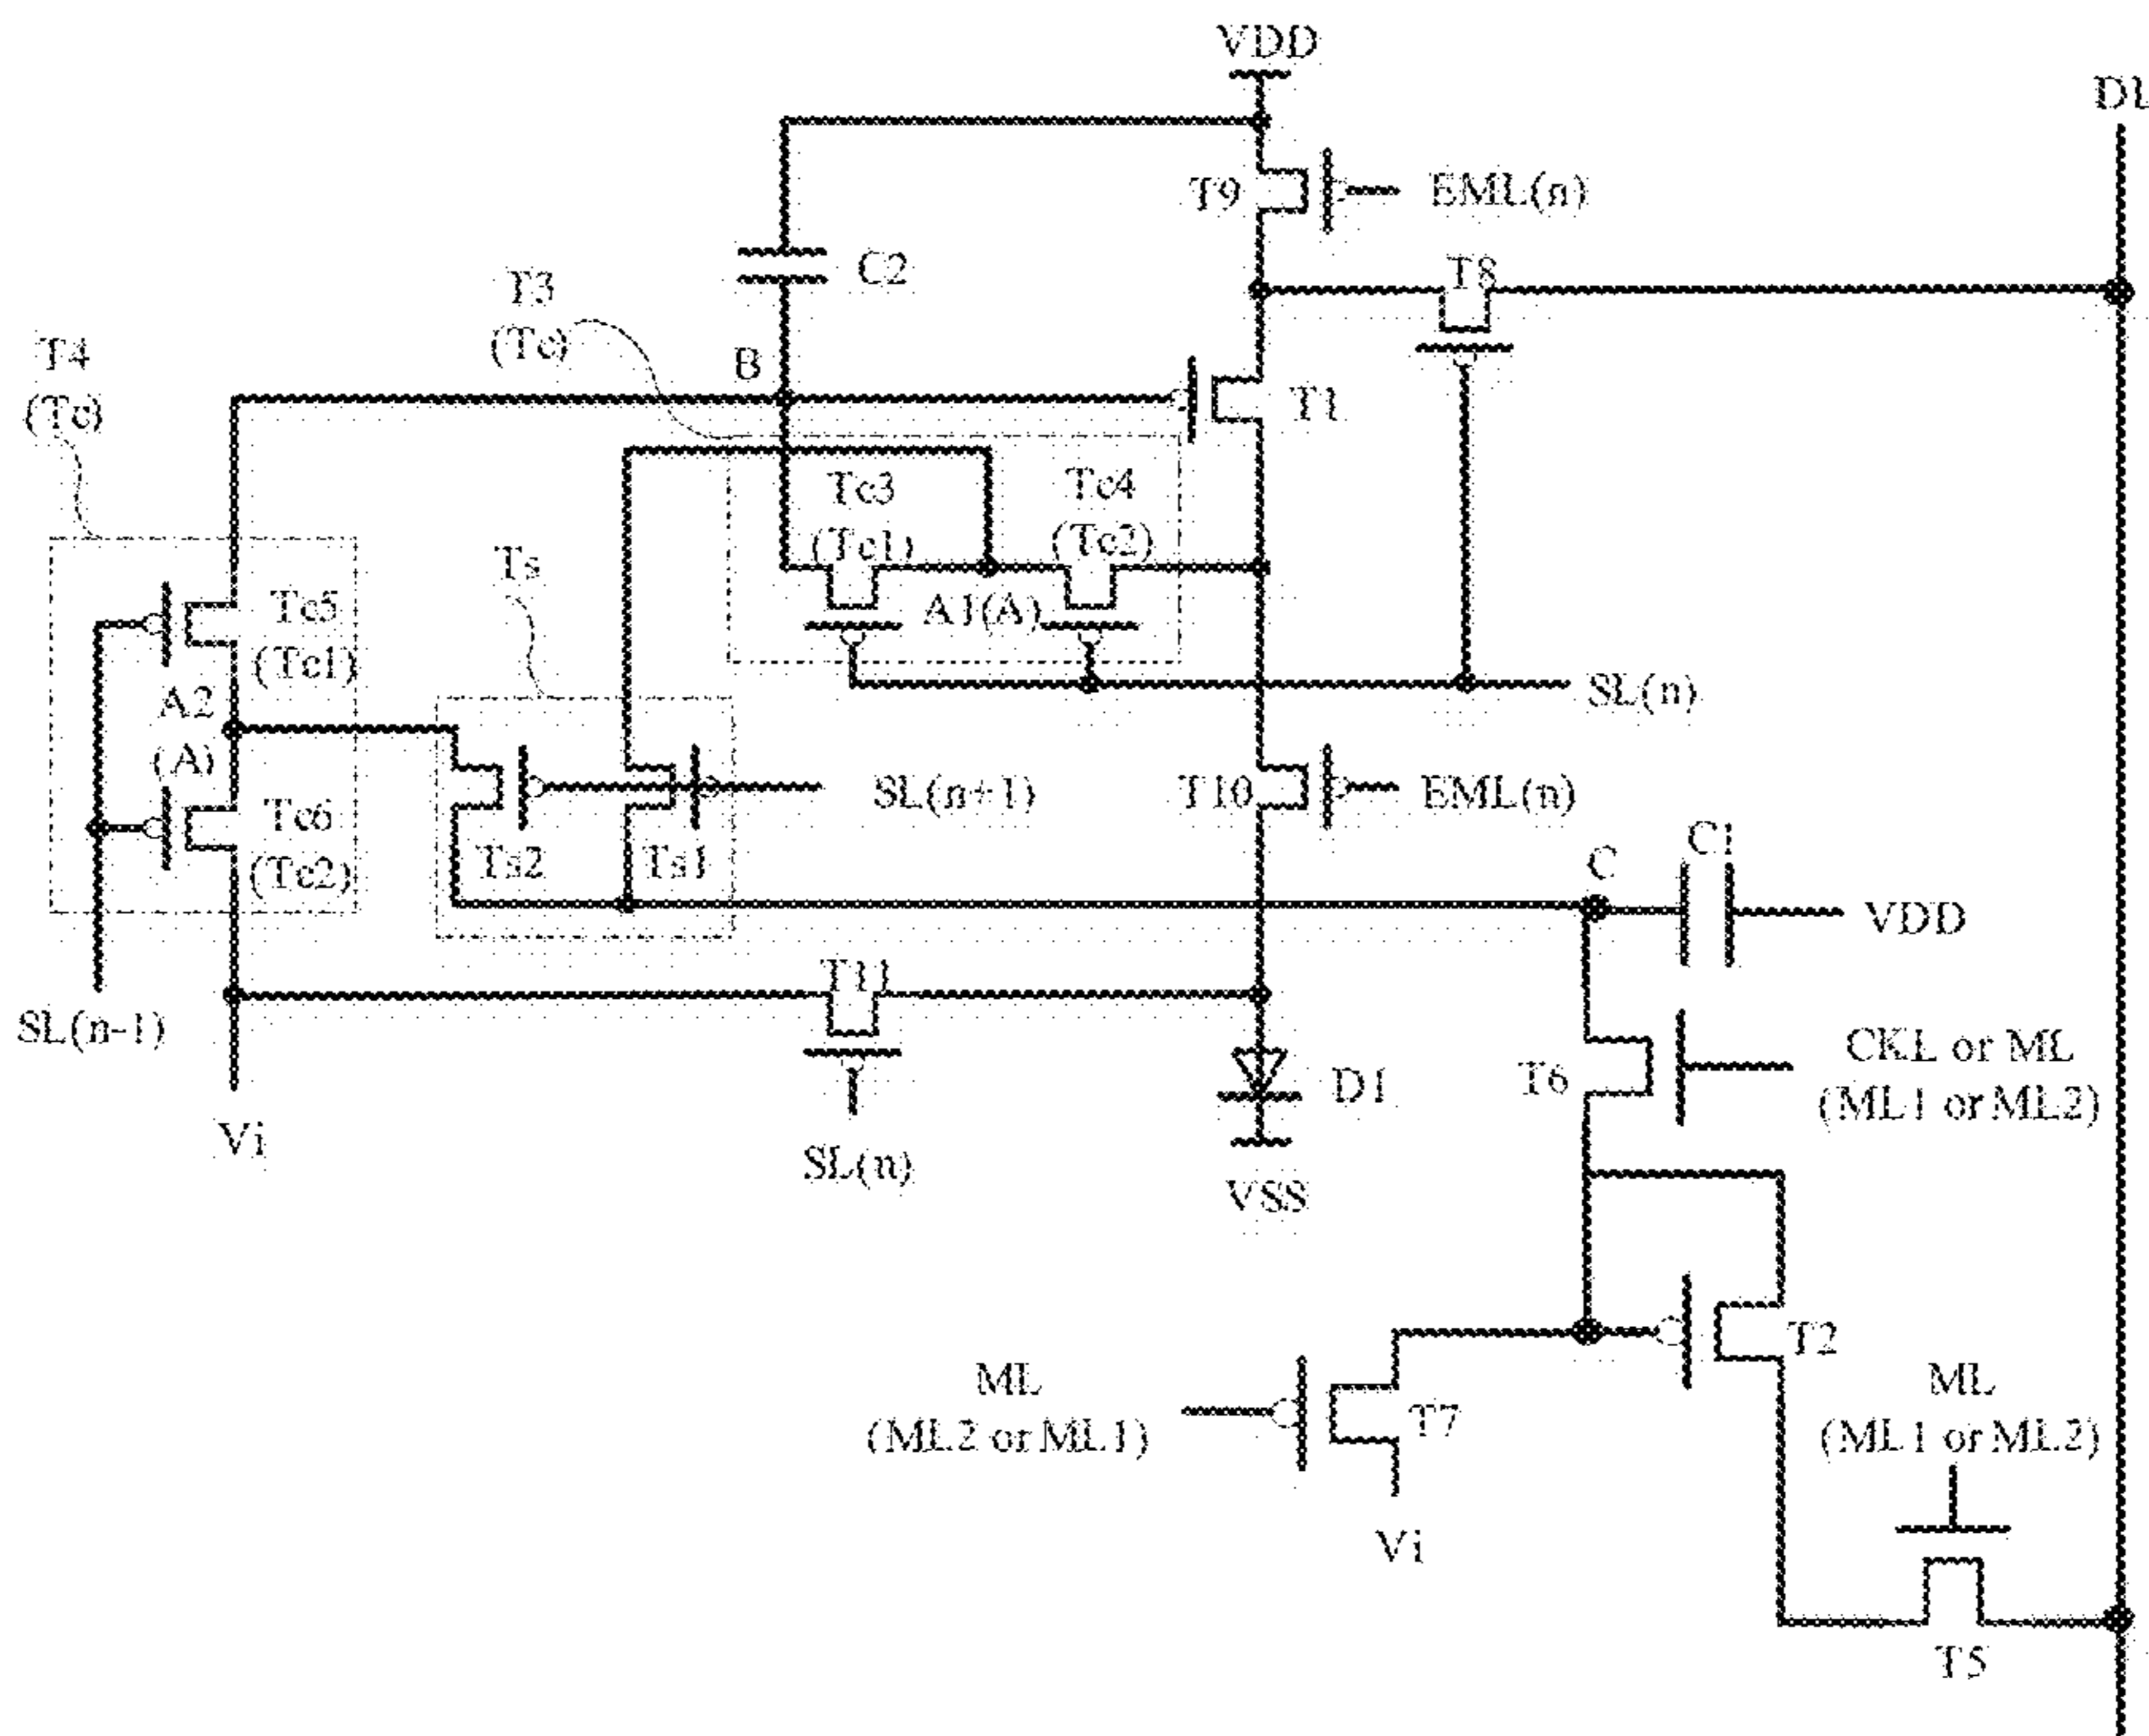 VDD
DL
T9
EML(n)
T8
C2
T3
(Tc)
T4
(Tc)
B
T1
Tc3
(Tc1)
Tc4
(Tc2)
Ts
Tc5
(Tc1)
A1(A)
SL(n)
A2
(A)
Tc6
(Tc2)
Ts2
Ts1
SL(n+1)
T10
EML(n)
C
C1
VDD
SL(n-1)
T11
Vi
SL(n)
D1
VSS
T6
CKL or ML
(ML1 or ML2)
T2
ML
(ML2 or ML1)
T7
Vi
ML
(ML1 or ML2)
T5